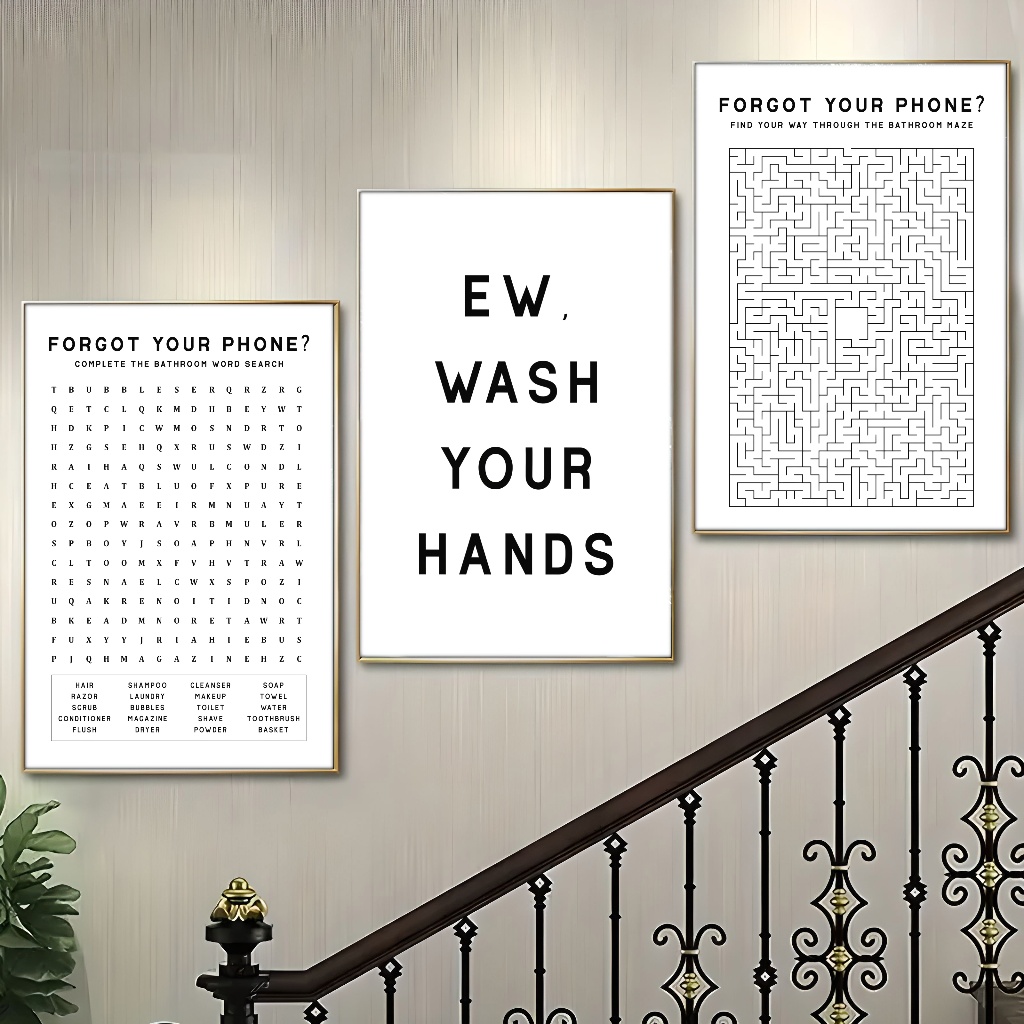 FORGOT YOUR PHONE?
COMPLETE THE BATHROOM WORD SEARCH
T B U B B L E S E R Q R Z R G
Q E T C L Q K M D H B E Y W T
H D K P I C W M O S N D R T O
U Z G S E H Q X R U S W D Z I
R A I H A Q S W U L C O N D L
H C E A T B L U O F X P U R E
E X G M A E E I R M N U A Y T
O Z O P W R A V R B M U L E R
S P B O Y J S O A P H N V R L
C L T O O M X F V H V T R A W
R E S N A E L C W X S P O Z I
U Q A K R E N O I T I D N O C
B K E A D M N O R E T A W R T
F U X Y Y J R I A H I E B U S
P J Q H M A G A Z I N E H Z C
HAIR SHAMPOO CLEANSER SOAP
RAZOR LAUNDRY MAKEUP TOWEL
SCRUB BUBBLES TOILET WATER
CONDITIONER MAGAZINE SHAVE TOOTHBRUSH
FLUSH DRYER POWDER BASKET
EW,
WASH
YOUR
HANDS
FORGOT YOUR PHONE?
FIND YOUR WAY THROUGH THE BATHROOM MAZE